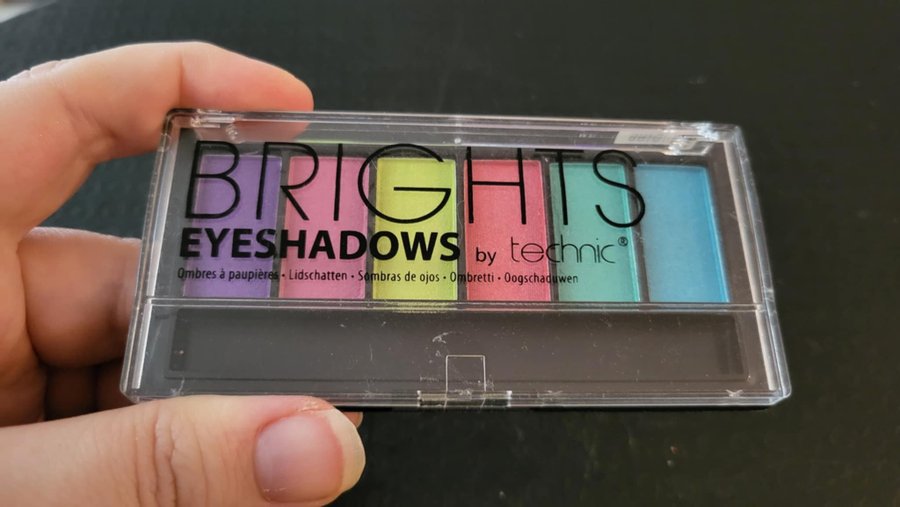 BRIGHTS
EYESHADOWS by technic®
Ombres à paupières • Lidschatten • Sombras de ojos • Ombretti • Oogschaduwen